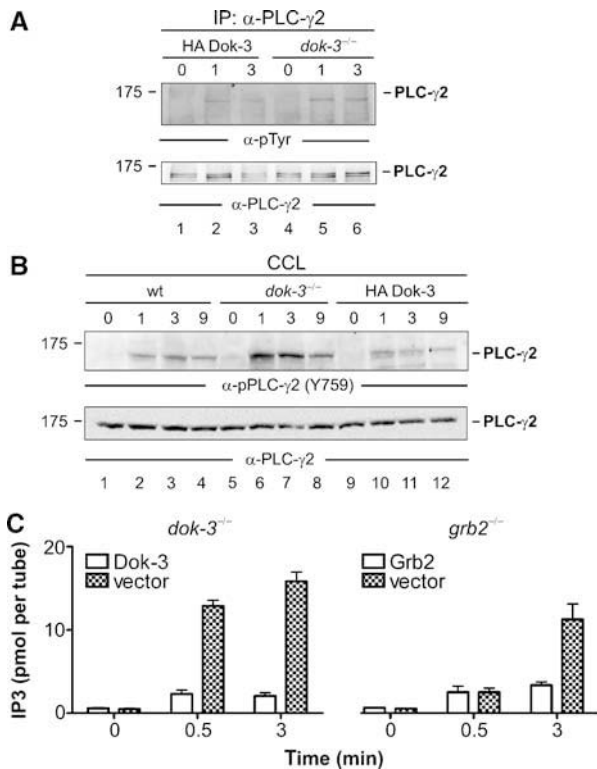 A
IP: α-PLC-γ2
HA Dok-3 dok-3⁻/⁻
0 1 3 0 1 3
175 PLC-γ2
α-pTyr
175 PLC-γ2
α-PLC-γ2
1 2 3 4 5 6
B
CCL
wt dok-3⁻/⁻ HA Dok-3
0 1 3 9 0 1 3 9 0 1 3 9
175 PLC-γ2
α-pPLC-γ2 (Y759)
175 PLC-γ2
α-PLC-γ2
1 2 3 4 5 6 7 8 9 10 11 12
C
dok-3⁻/⁻ grb2⁻/⁻
20
Dok-3 Grb2
vector vector
10
0
IP3 (pmol per tube)
0 0.5 3 0 0.5 3
Time (min)